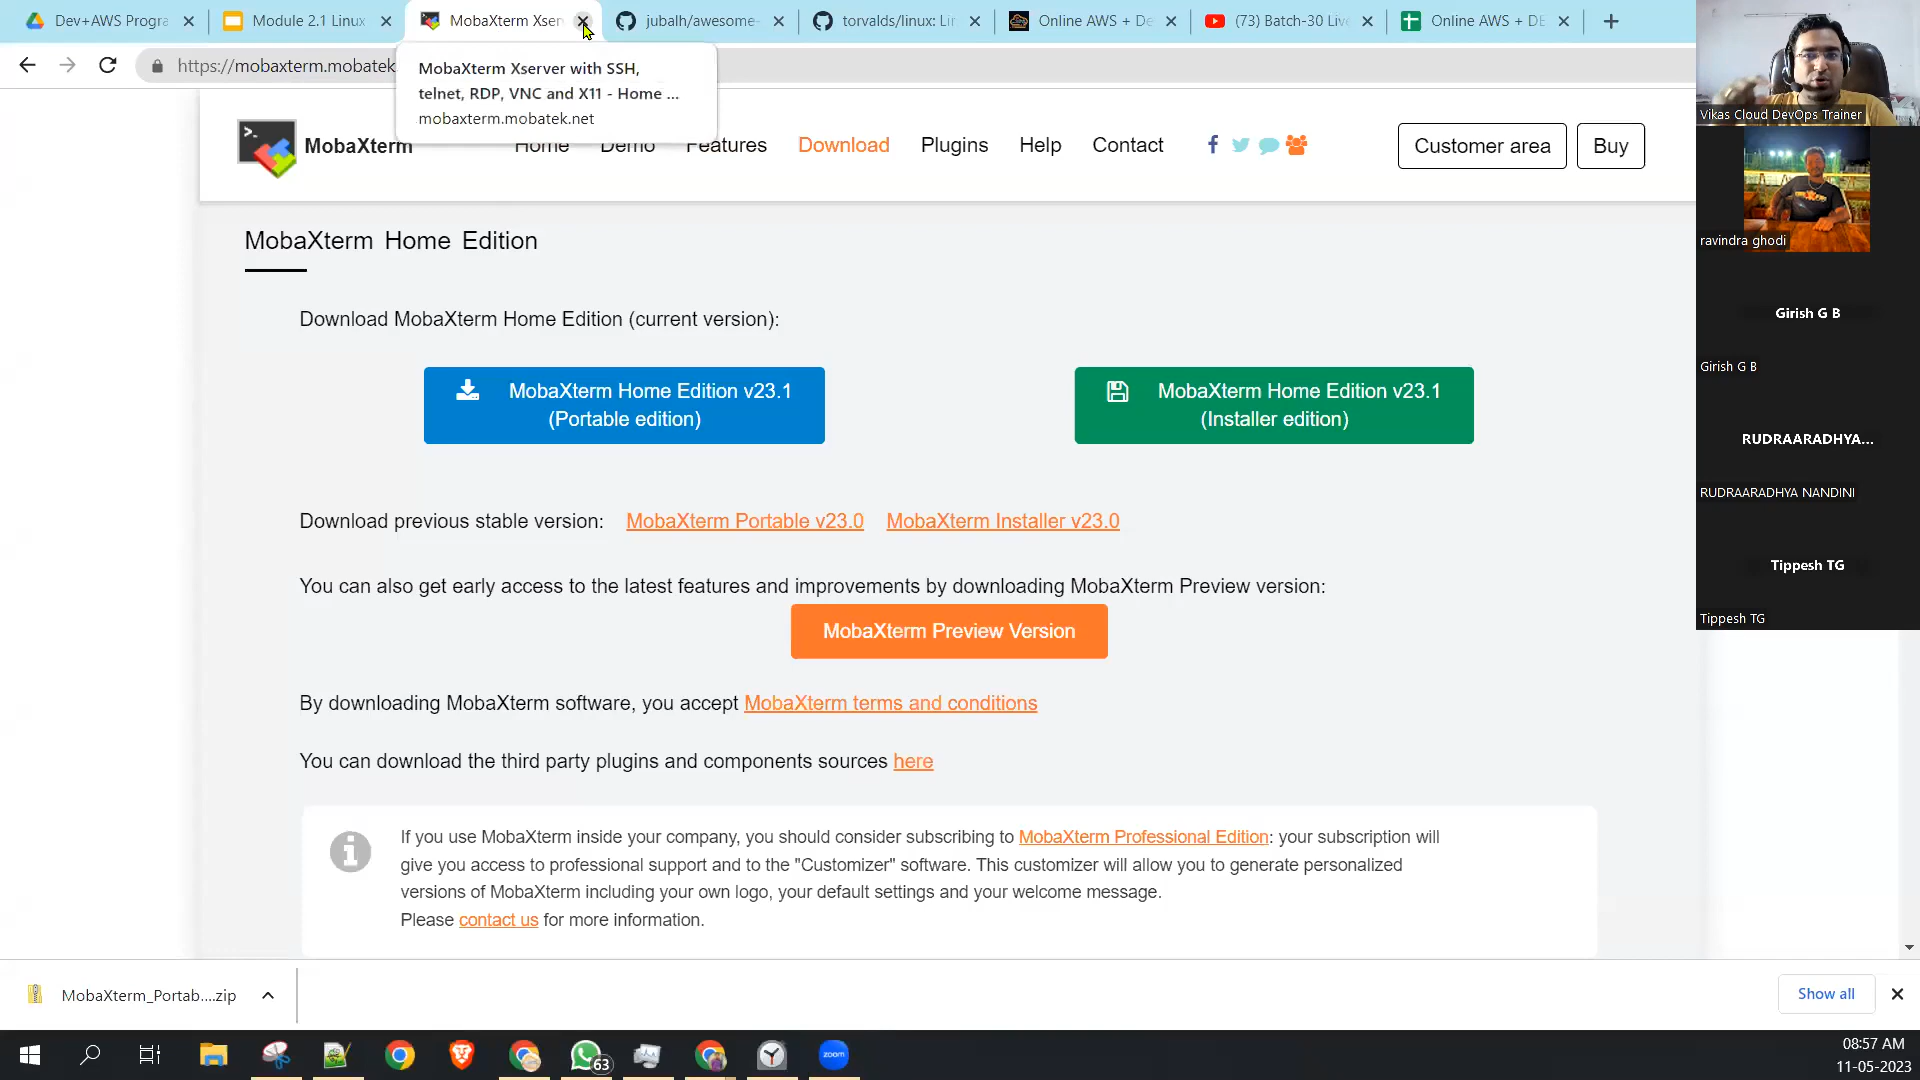 Dev+AWS Progra
Module 2.1 Linux
MobaXterm Xser
jubalh/awesome-
torvalds/linux: Lin
Online AWS + De
(73) Batch-30 Live
Online AWS + DE
https://mobaxterm.mobatek
MobaXterm Xserver with SSH,
telnet, RDP, VNC and X11 - Home ...
mobaxterm.mobatek.net
MobaXterm
Home Demo Features Download Plugins Help Contact
Customer area
Buy
MobaXterm Home Edition
Download MobaXterm Home Edition (current version):
MobaXterm Home Edition v23.1
(Portable edition)
MobaXterm Home Edition v23.1
(Installer edition)
Download previous stable version: MobaXterm Portable v23.0 MobaXterm Installer v23.0
You can also get early access to the latest features and improvements by downloading MobaXterm Preview version:
MobaXterm Preview Version
By downloading MobaXterm software, you accept MobaXterm terms and conditions
You can download the third party plugins and components sources here
If you use MobaXterm inside your company, you should consider subscribing to MobaXterm Professional Edition: your subscription will
give you access to professional support and to the "Customizer" software. This customizer will allow you to generate personalized
versions of MobaXterm including your own logo, your default settings and your welcome message.
Please contact us for more information.
Vikas Cloud DevOps Trainer
ravindra ghodi
Girish G B
Girish G B
RUDRAARADHYA...
RUDRAARADHYA NANDINI
Tippesh TG
Tippesh TG
MobaXterm_Portab....zip
Show all
63
zoom
08:57 AM
11-05-2023